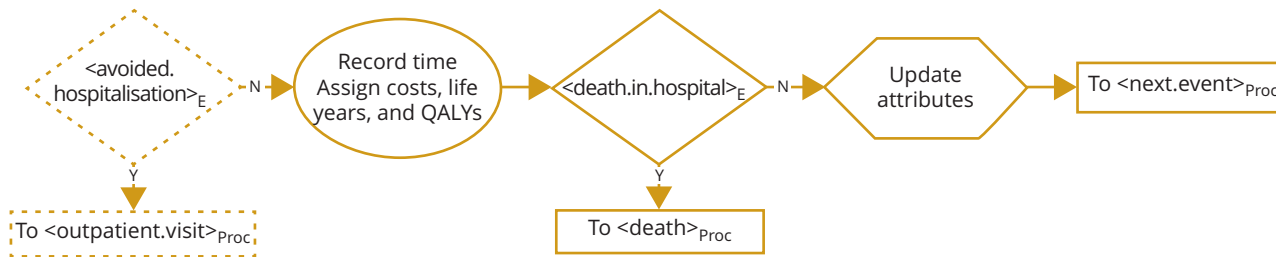 <avoided.
hospitalisation>E
N
Record time
Assign costs, life
years, and QALYs
<death.in.hospital>E
N
Update
attributes
To <next.event>Proc
Y
To <outpatient.visit>Proc
Y
To <death>Proc